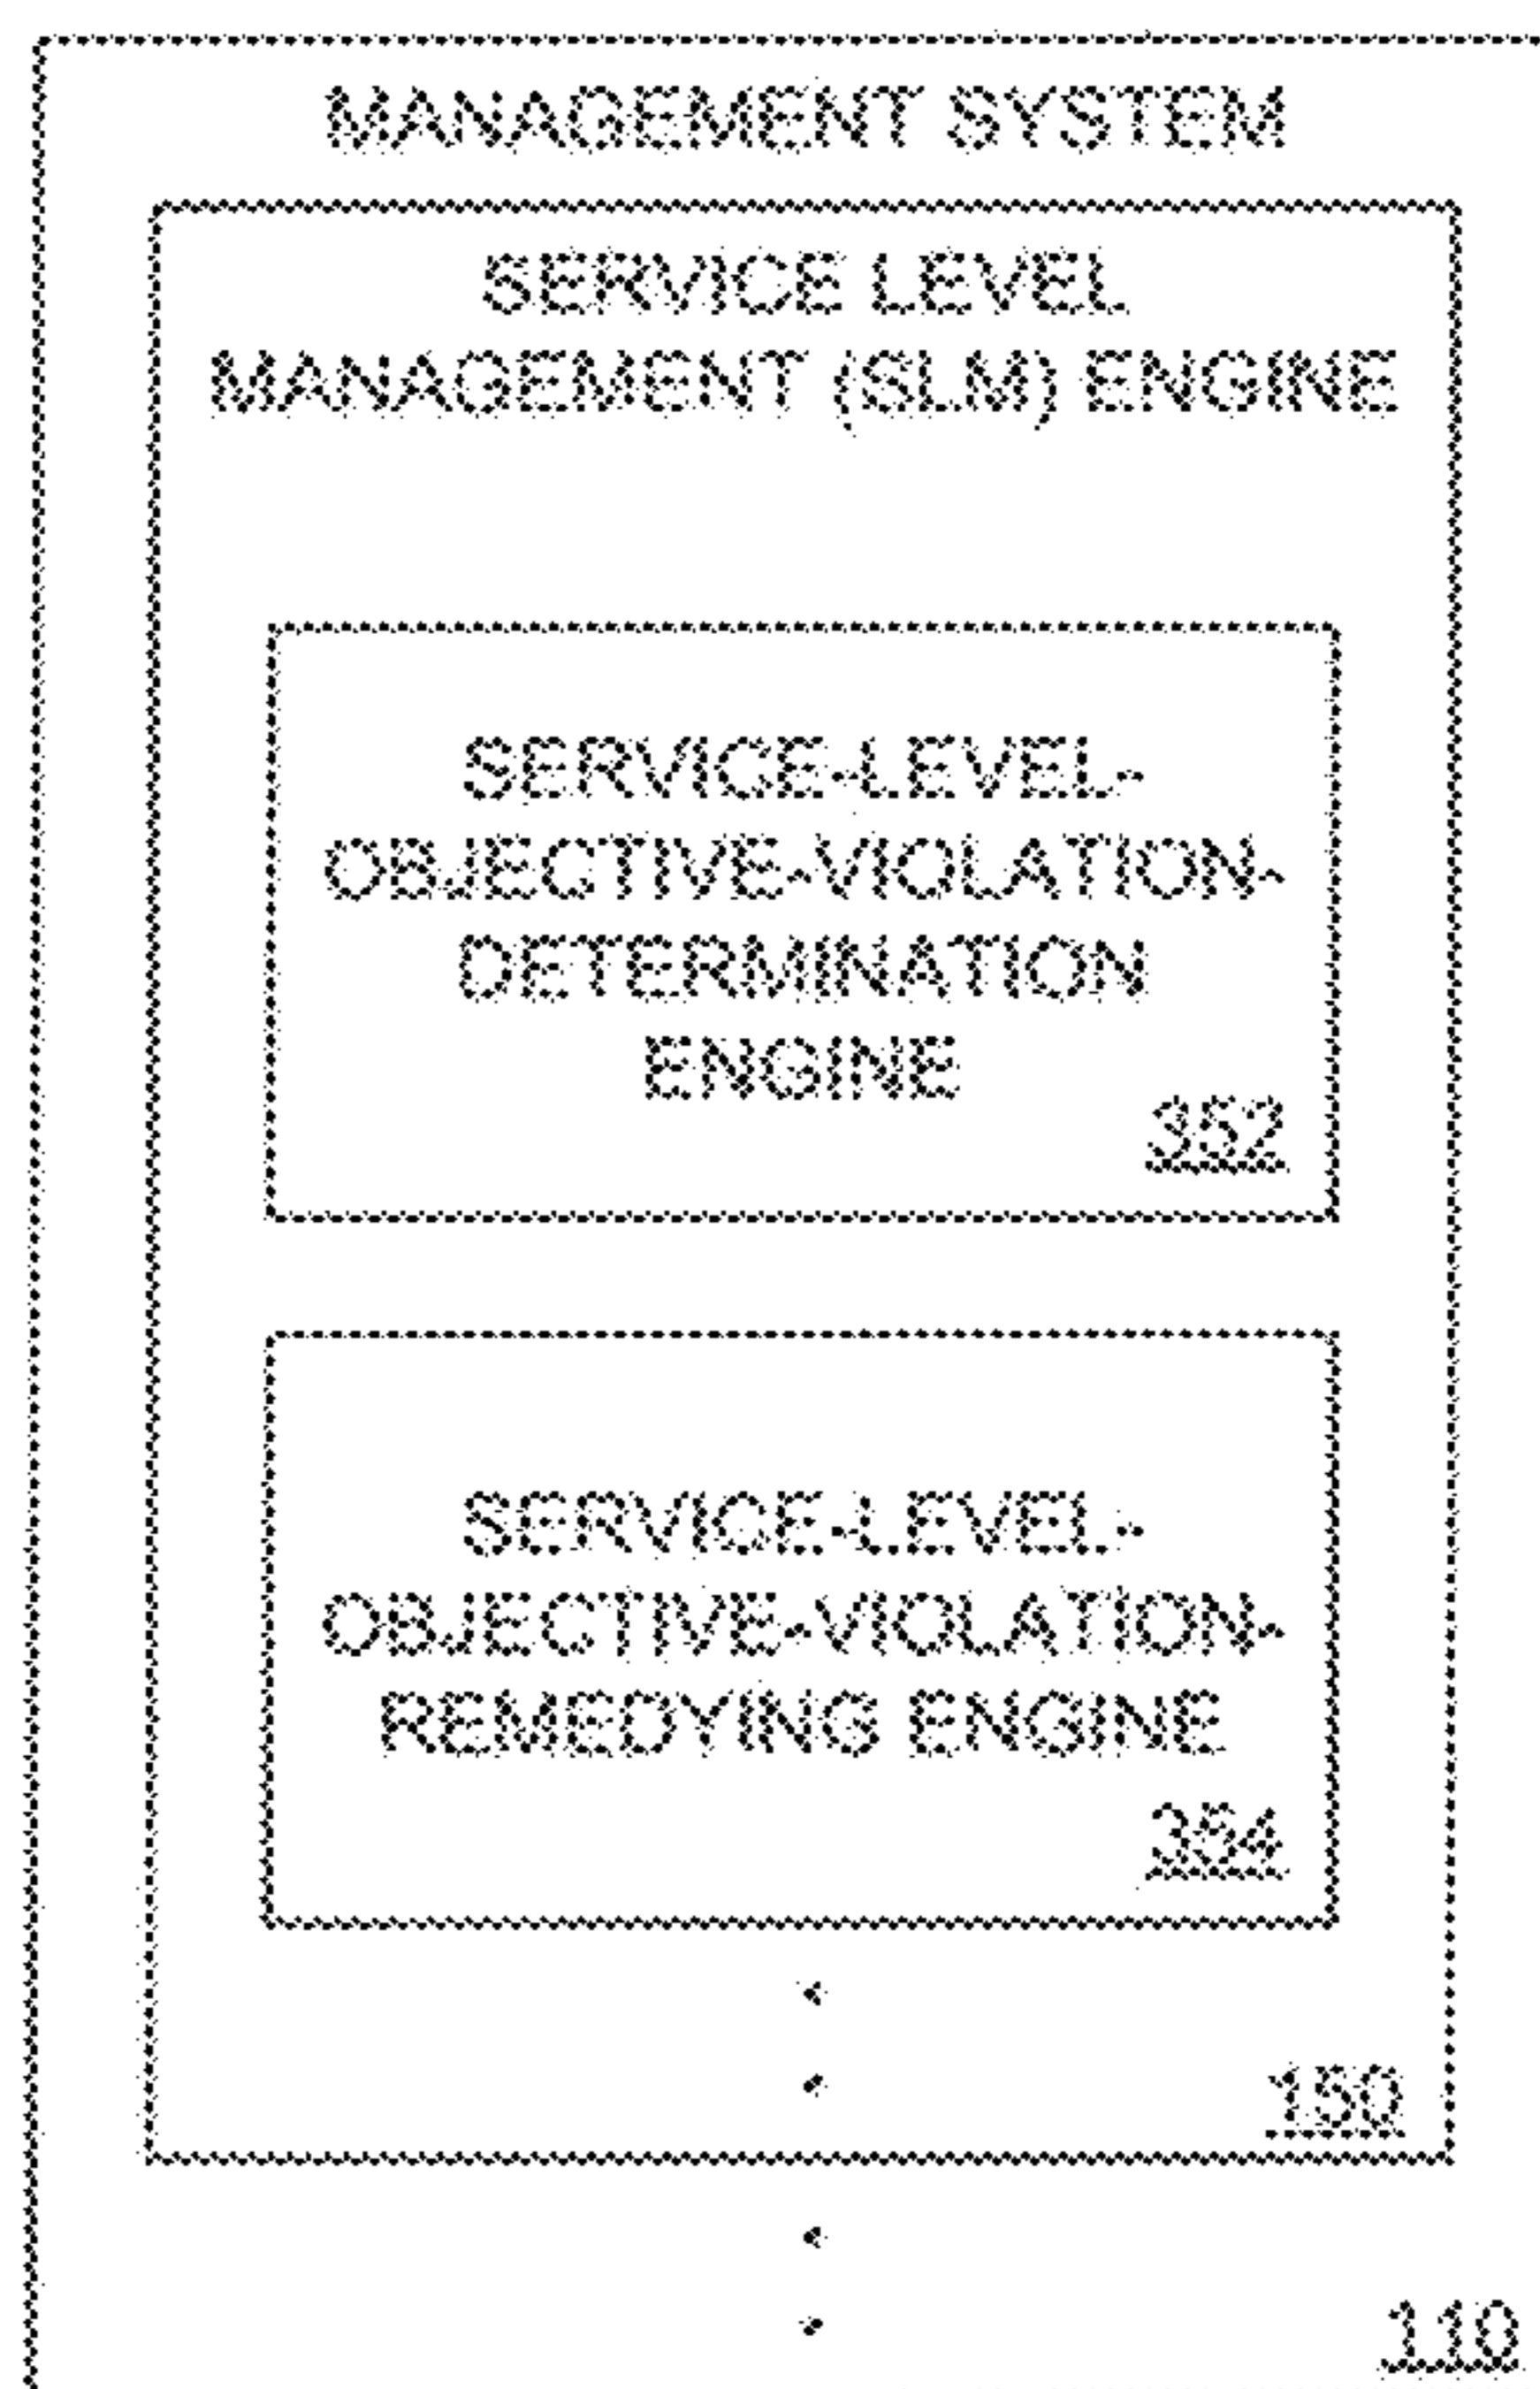 MANAGEMENT SYSTEM
SERVICE LEVEL
MANAGEMENT (SLM) ENGINE
SERVICE-LEVEL-
OBJECTIVE-VIOLATION-
DETERMINATION
ENGINE
352
SERVICE-LEVEL-
OBJECTIVE-VIOLATION-
REMEDYING ENGINE
354
150
110